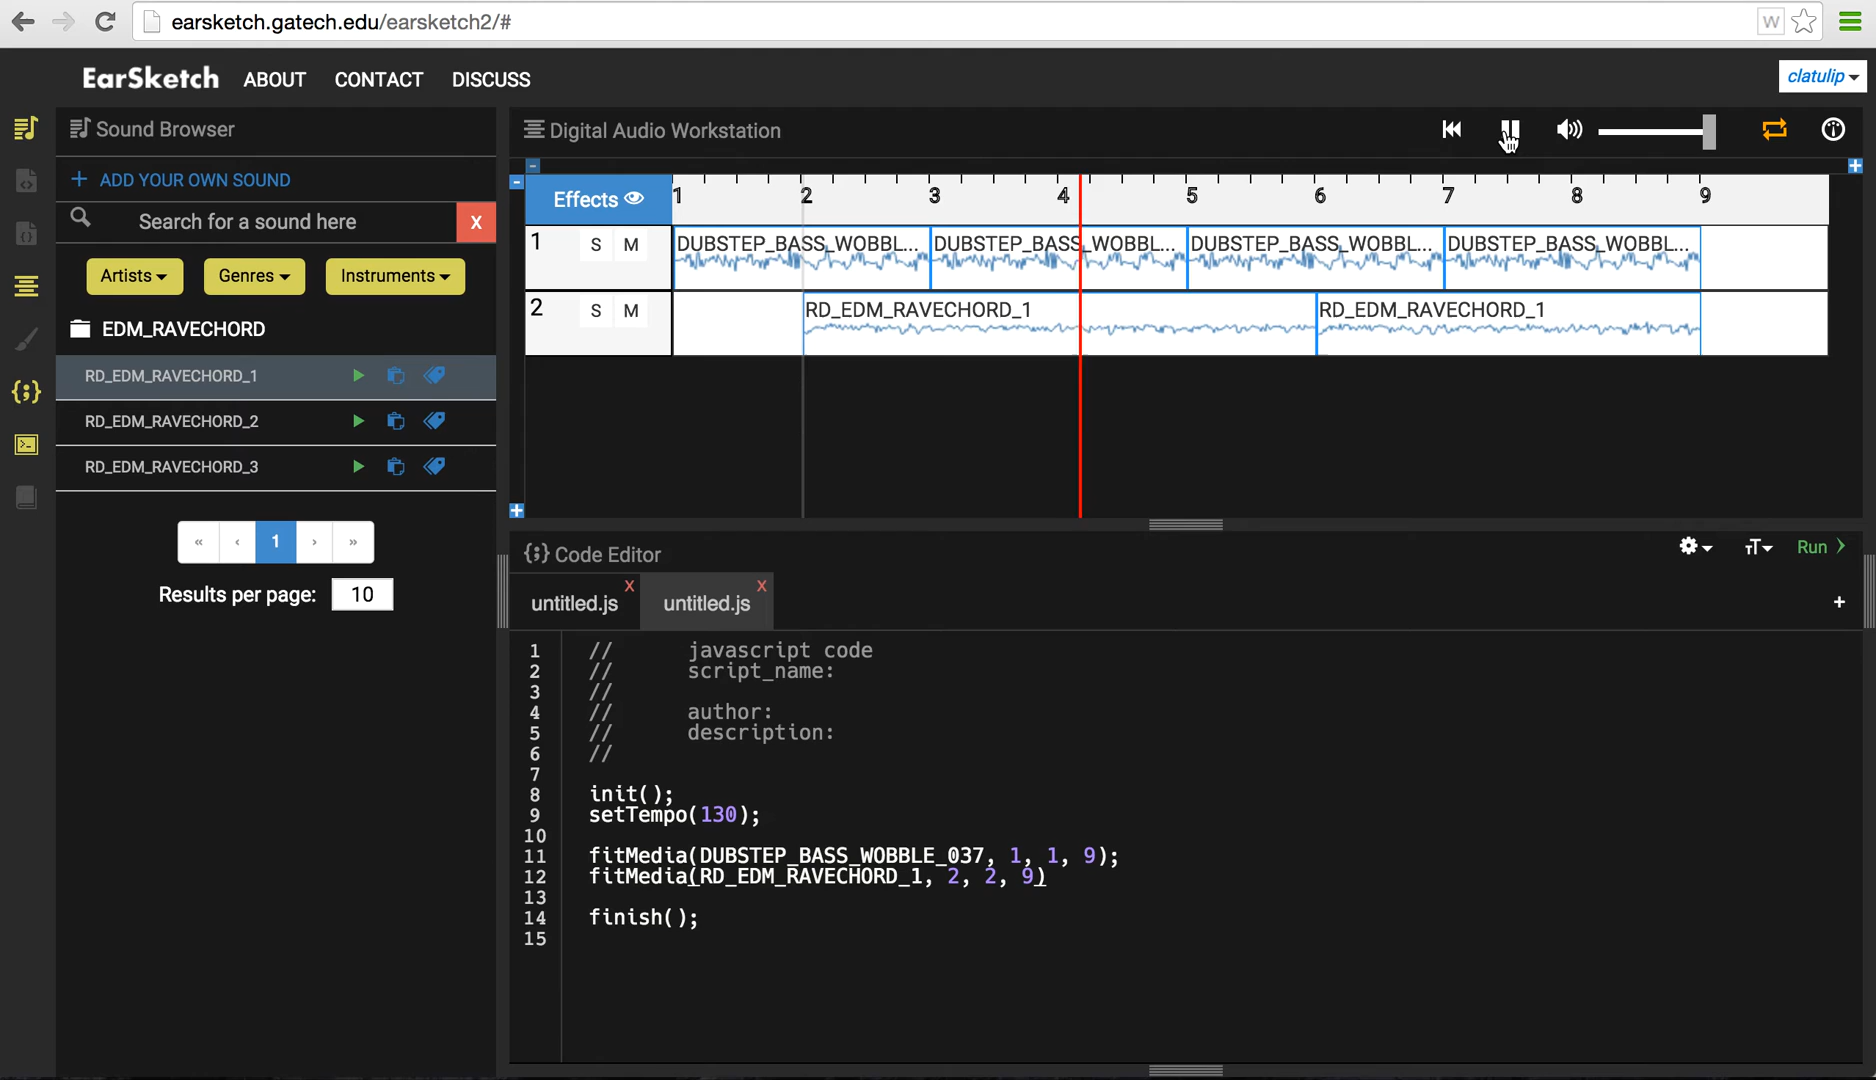 earsketch.gatech.edu/earsketch2/#
W
EarSketch ABOUT CONTACT DISCUSS
clatulip
Sound Browser
+ ADD YOUR OWN SOUND
Search for a sound here
X
Artists Genres Instruments
EDM_RAVECHORD
RD_EDM_RAVECHORD_1
RD_EDM_RAVECHORD_2
RD_EDM_RAVECHORD_3
« ‹ 1 › »
Results per page: 10
Digital Audio Workstation
Effects 1 2 3 4 5 6 7 8 9
1 S M DUBSTEP_BASS_WOBBL... DUBSTEP_BASS_WOBBL... DUBSTEP_BASS_WOBBL... DUBSTEP_BASS_WOBBL...
2 S M RD_EDM_RAVECHORD_1 RD_EDM_RAVECHORD_1
{;} Code Editor
Run
untitled.js x untitled.js x
+
1 // javascript code
2 // script_name:
3 //
4 // author:
5 // description:
6 //
7
8 init();
9 setTempo(130);
10
11 fitMedia(DUBSTEP_BASS_WOBBLE_037, 1, 1, 9);
12 fitMedia(RD_EDM_RAVECHORD_1, 2, 2, 9)
13
14 finish();
15